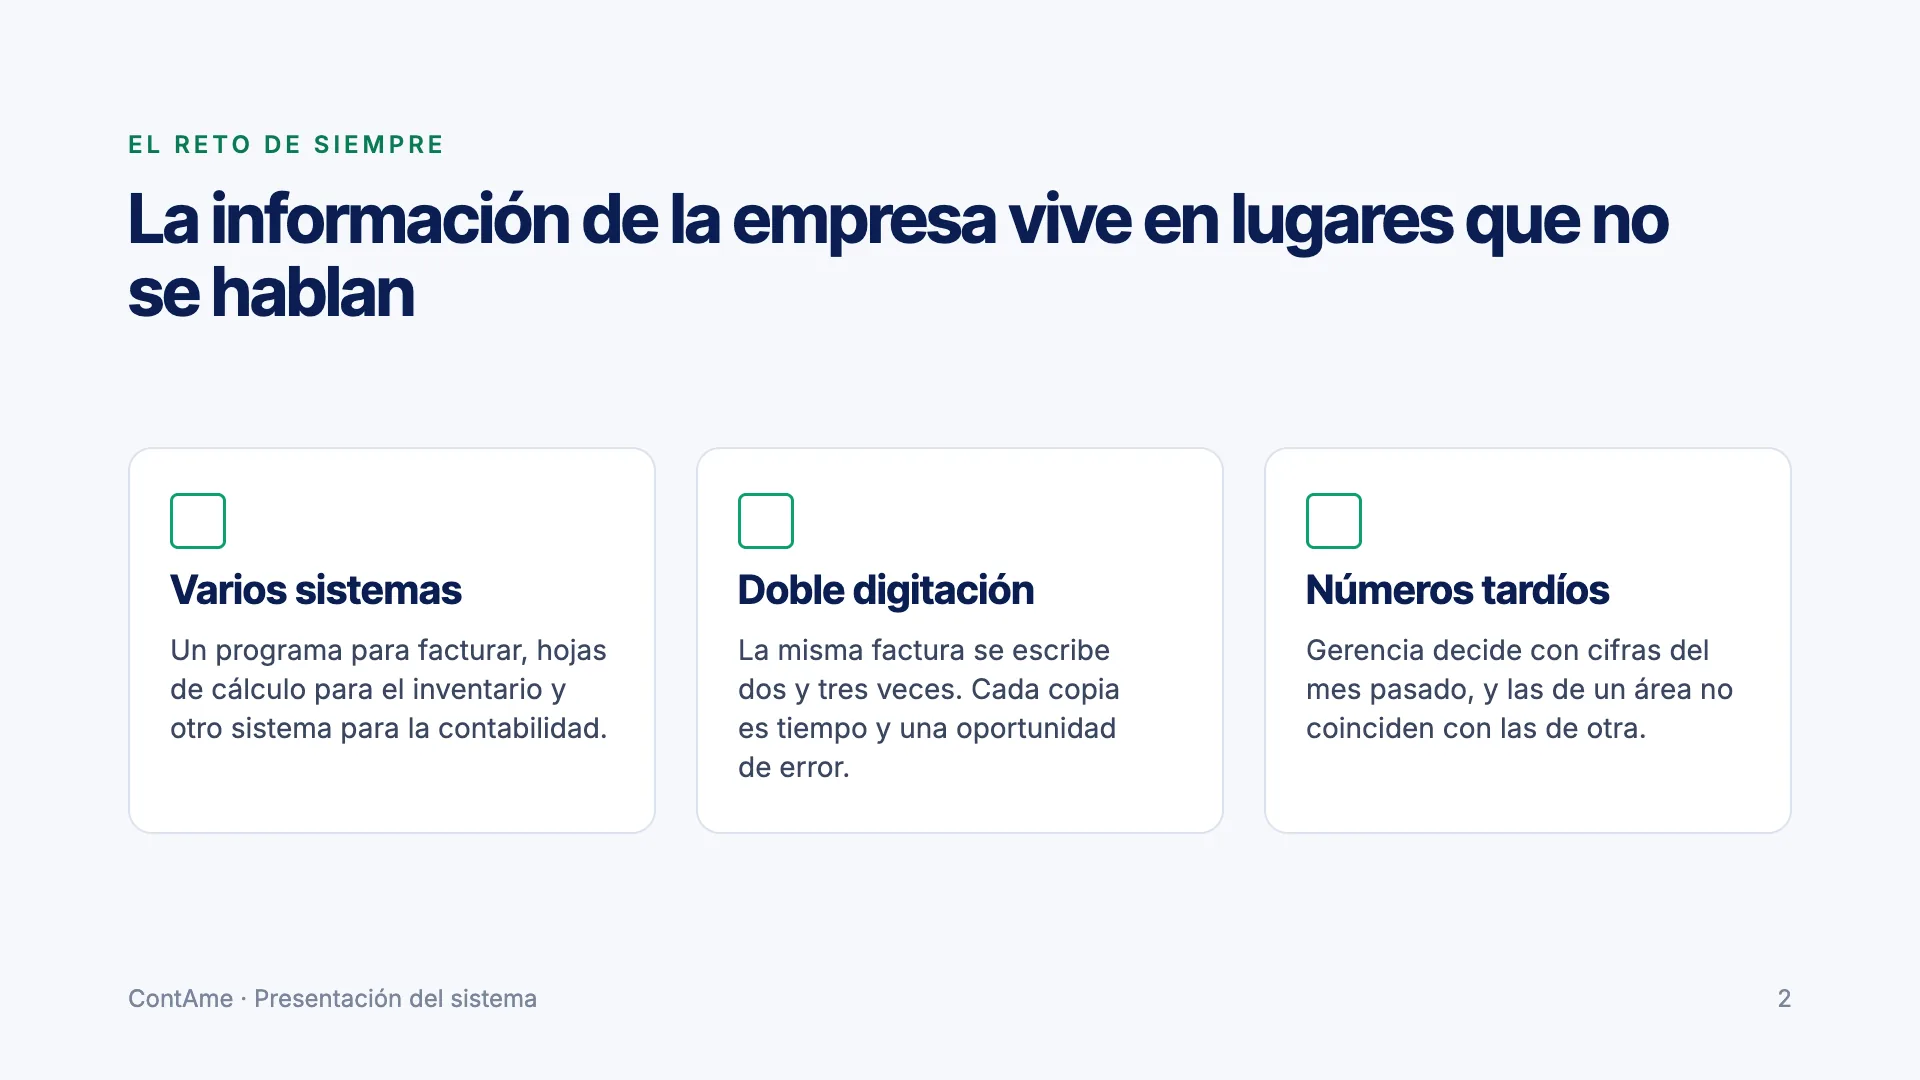 EL RETO DE SIEMPRE
La información de la empresa vive en lugares que no
se hablan
Varios sistemas
Un programa para facturar, hojas
de cálculo para el inventario y
otro sistema para la contabilidad.
Doble digitación
La misma factura se escribe
dos y tres veces. Cada copia
es tiempo y una oportunidad
de error.
Números tardíos
Gerencia decide con cifras del
mes pasado, y las de un área no
coinciden con las de otra.
ContAme · Presentación del sistema
2